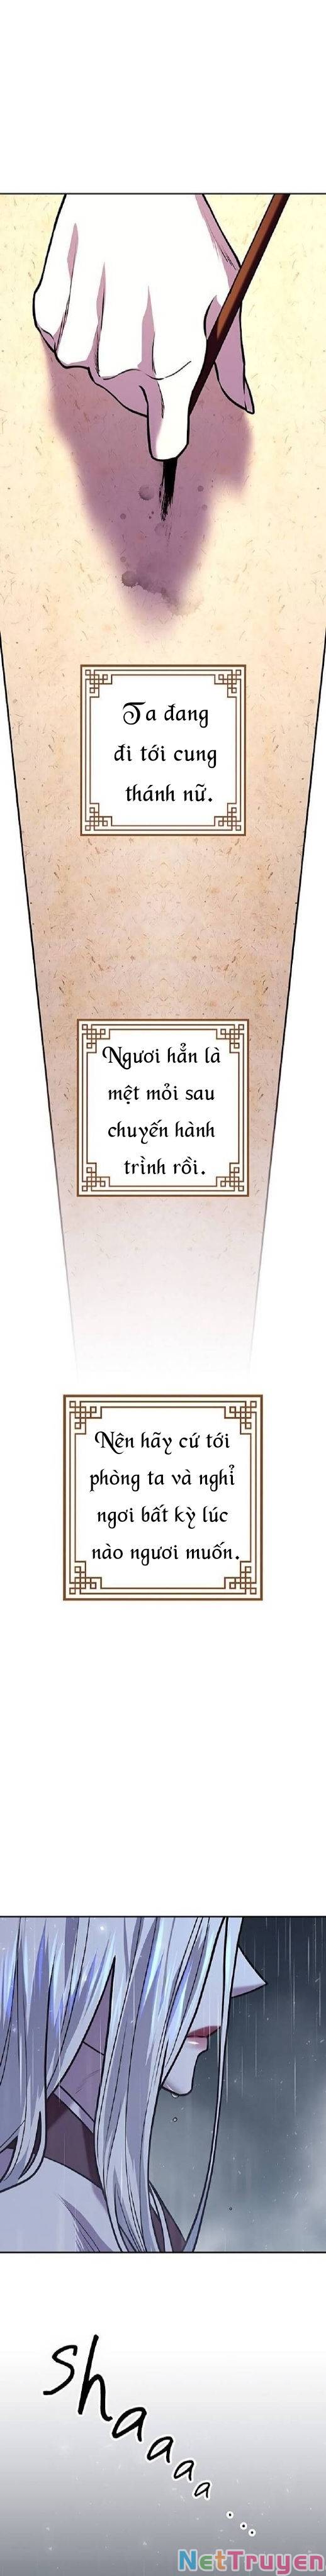 Ta đang
đi tới cung
thánh nữ.
Ngươi hẳn là
mệt mỏi sau
chuyến hành
trình rồi.
Nên hãy cứ tới
phòng ta và nghỉ
ngơi bất kỳ lúc
nào ngươi muốn.
Shaaaa...
NetTruyen